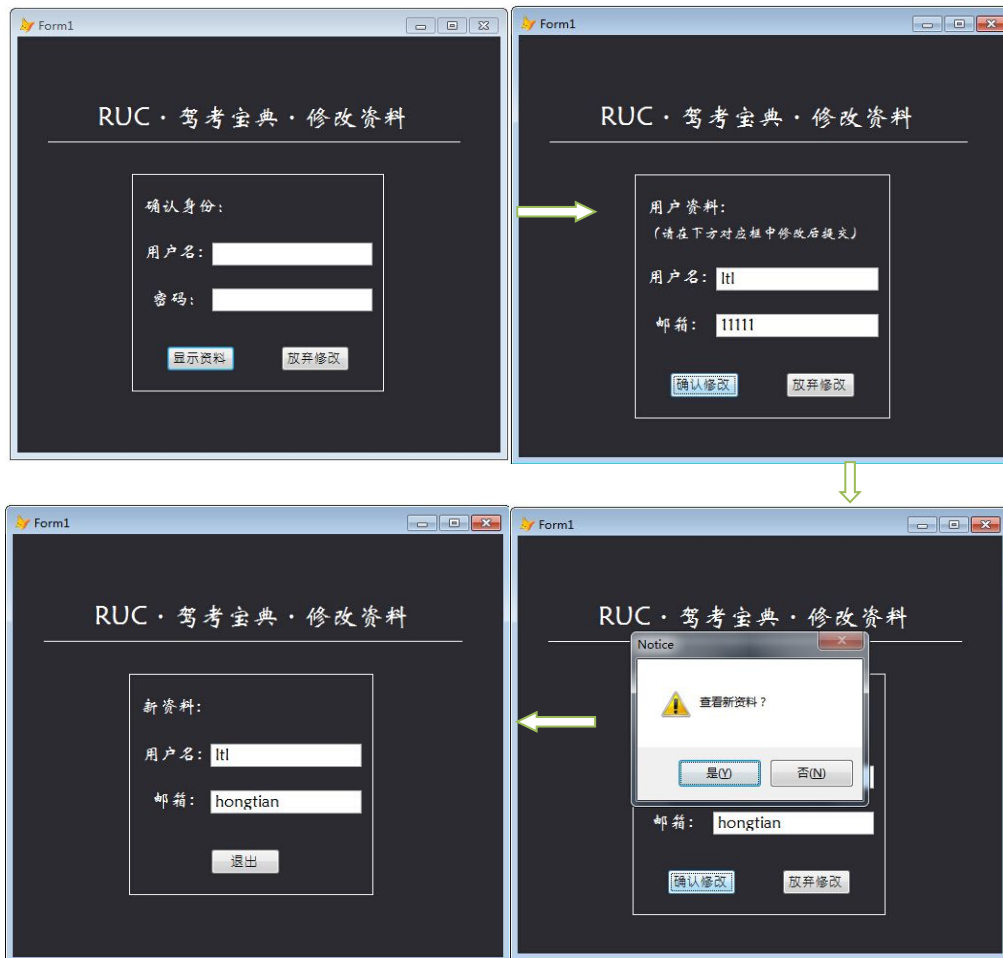 Form1
RUC·驾考宝典·修改资料
确认身份:
用户名:
密码:
显示资料 放弃修改
Form1
RUC·驾考宝典·修改资料
用户资料:
(请在下方对应框中修改后提交)
用户名: ltl
邮箱: 11111
确认修改 放弃修改
Form1
RUC·驾考宝典·修改资料
新资料:
用户名: ltl
邮箱: hongtian
退出
Form1
RUC·驾考宝典·修改资料
Notice
查看新资料?
是(Y) 否(N)
邮箱: hongtian
确认修改 放弃修改